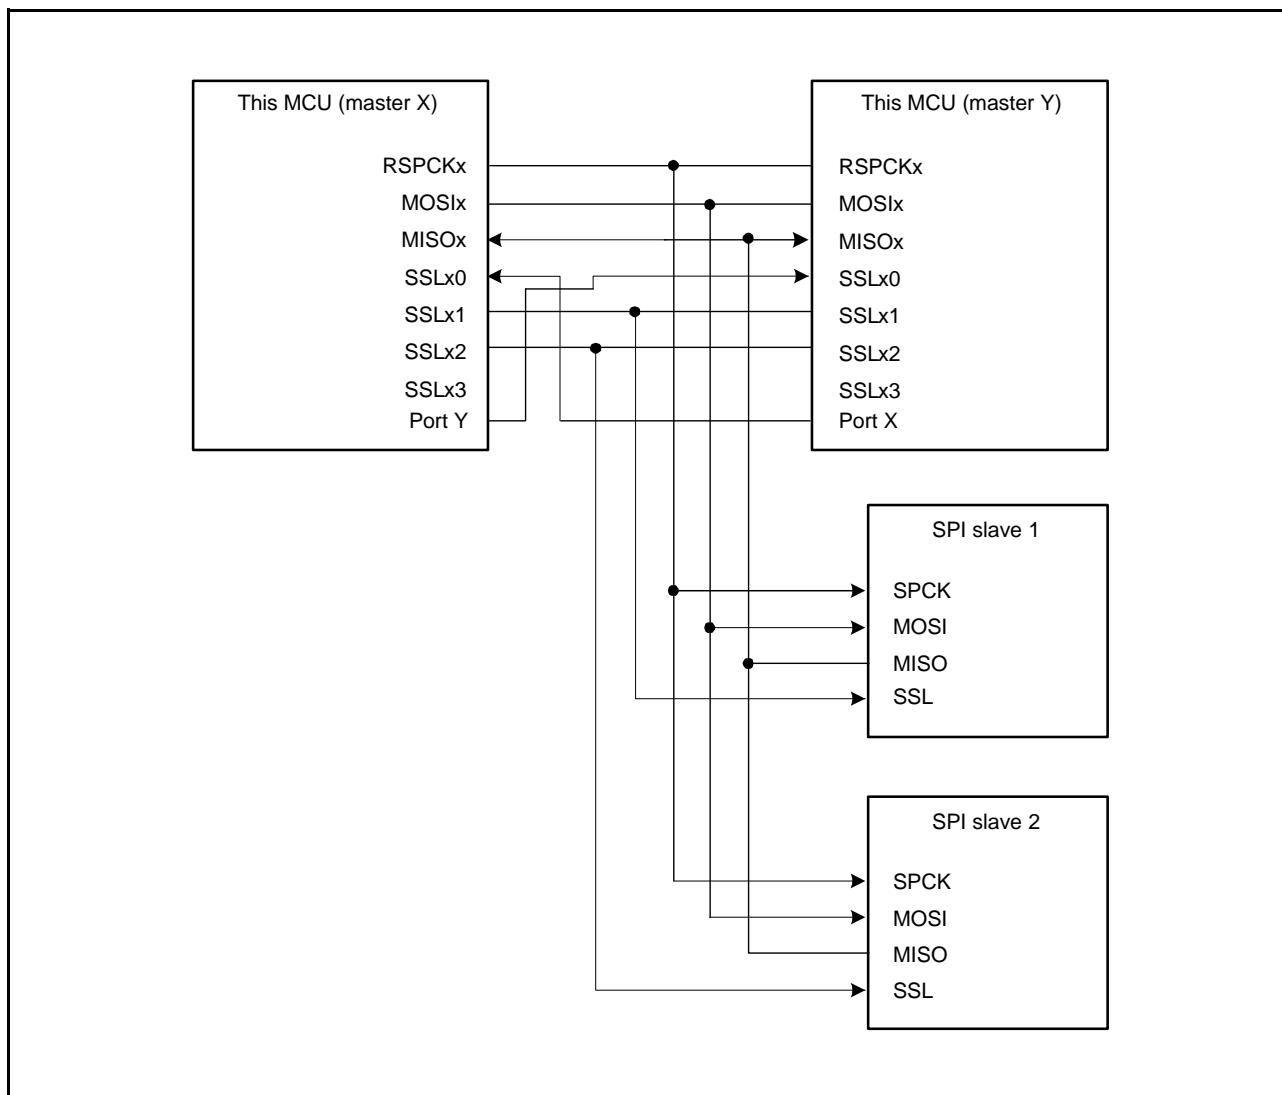 This MCU (master X)
RSPCKx
MOSIx
MISOx
SSLx0
SSLx1
SSLx2
SSLx3
Port Y
This MCU (master Y)
RSPCKx
MOSIx
MISOx
SSLx0
SSLx1
SSLx2
SSLx3
Port X
SPI slave 1
SPCK
MOSI
MISO
SSL
SPI slave 2
SPCK
MOSI
MISO
SSL